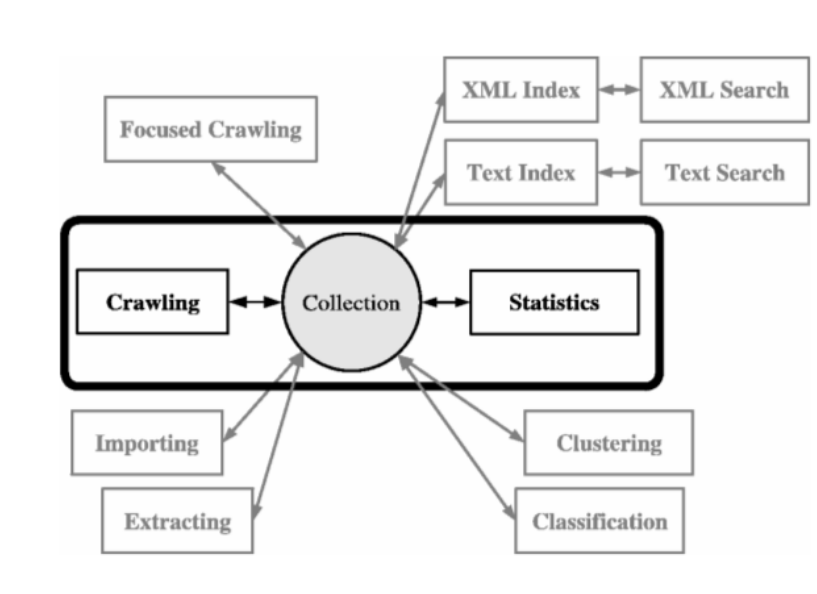 XML Index
XML Search
Focused Crawling
Text Index
Text Search
Crawling
Collection
Statistics
Importing
Clustering
Extracting
Classification